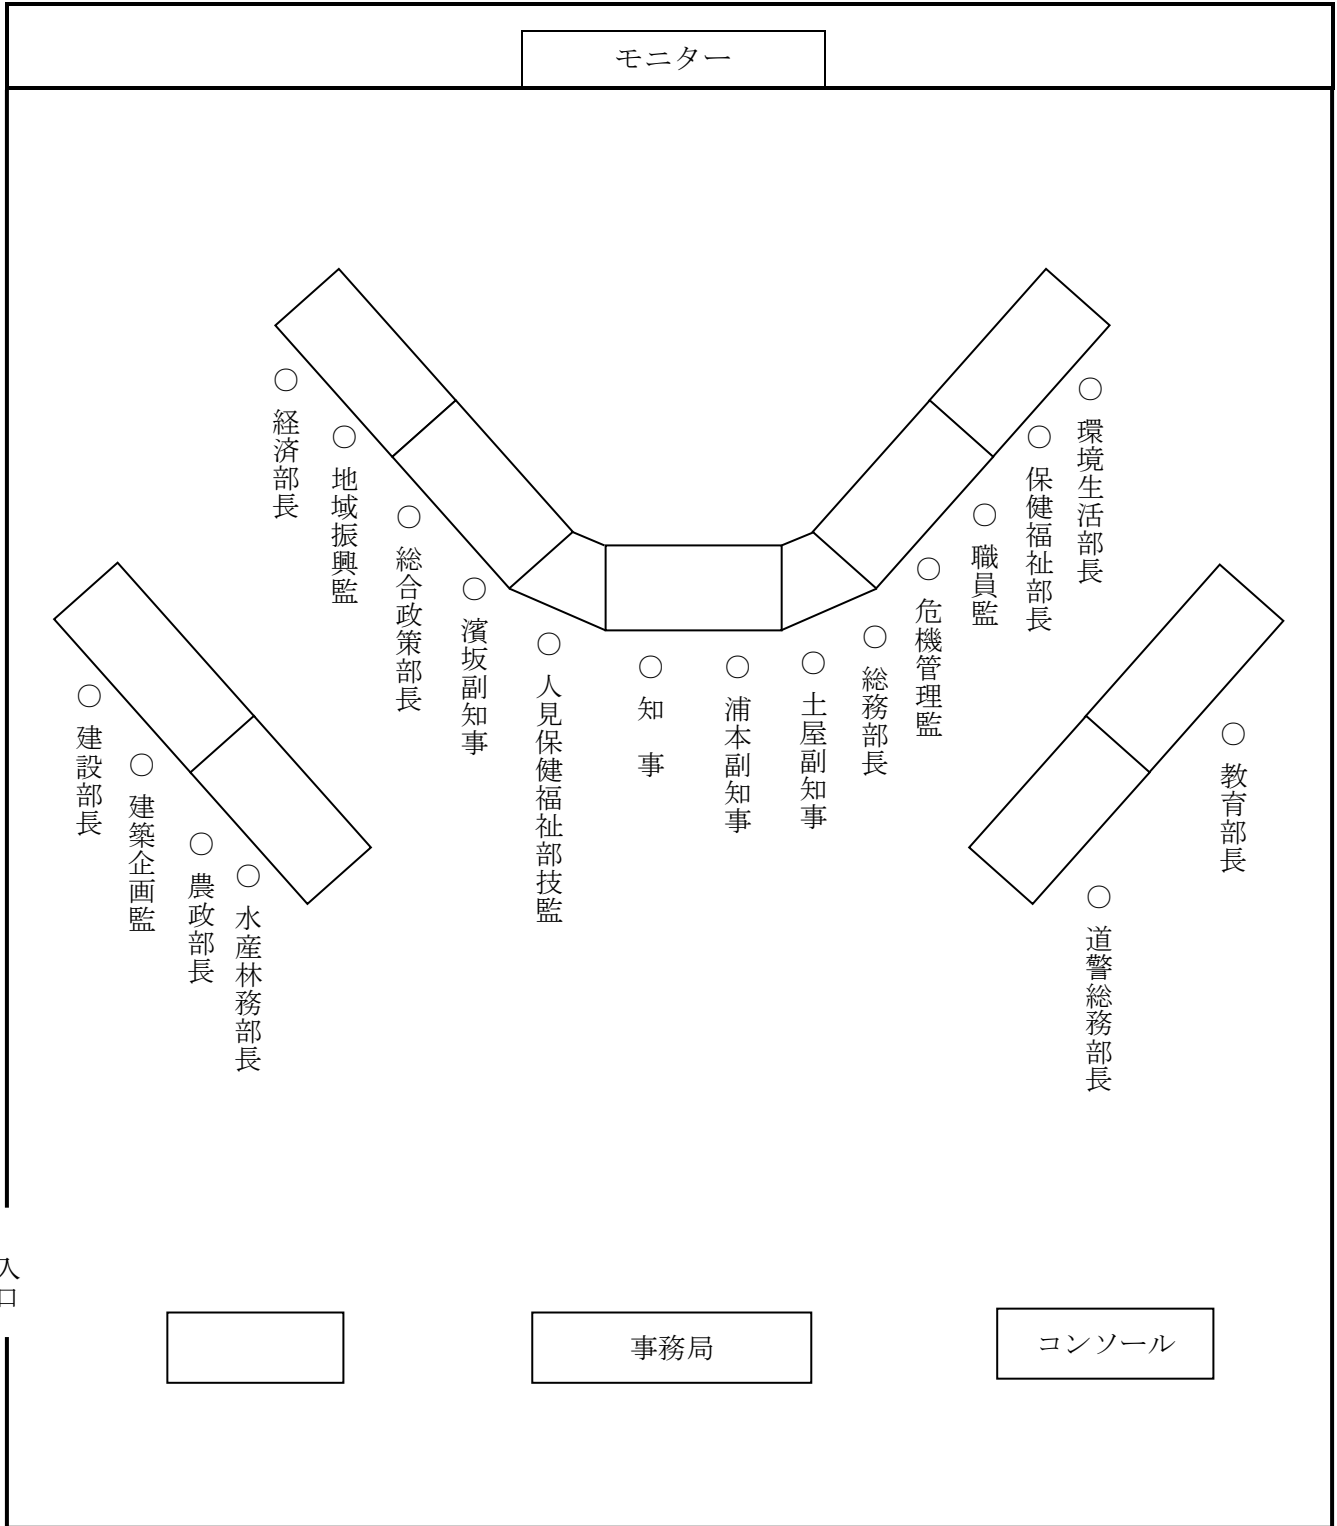 モニター
○ 経済部長
○ 地域振興監
○ 総合政策部長
○ 濱坂副知事
○ 人見保健福祉部技監
○ 知　事
○ 浦本副知事
○ 土屋副知事
○ 総務部長
○ 危機管理監
○ 職員監
○ 保健福祉部長
○ 環境生活部長
○ 建設部長
○ 建築企画監
○ 農政部長
○ 水産林務部長
○ 道警総務部長
○ 教育部長
入口
事務局
コンソール